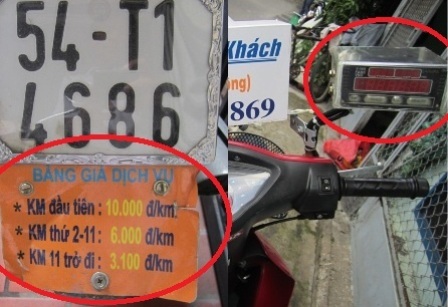 54-T1
4686
BẢNG GIÁ DỊCH VỤ
* KM đầu tiên : 10.000 đ/km
* KM thứ 2-11 : 6.000 đ/km
* KM 11 trở đi : 3.100 đ/km
Khách
ng)
869